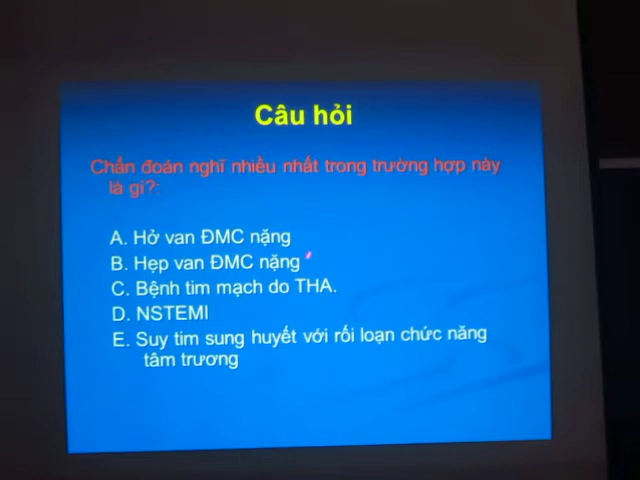 Câu hỏi
Chẩn đoán nghĩ nhiều nhất trong trường hợp này
là gì?:
A. Hở van ĐMC nặng
B. Hẹp van ĐMC nặng
C. Bệnh tim mạch do THA.
D. NSTEMI
E. Suy tim sung huyết với rối loạn chức năng
tâm trương